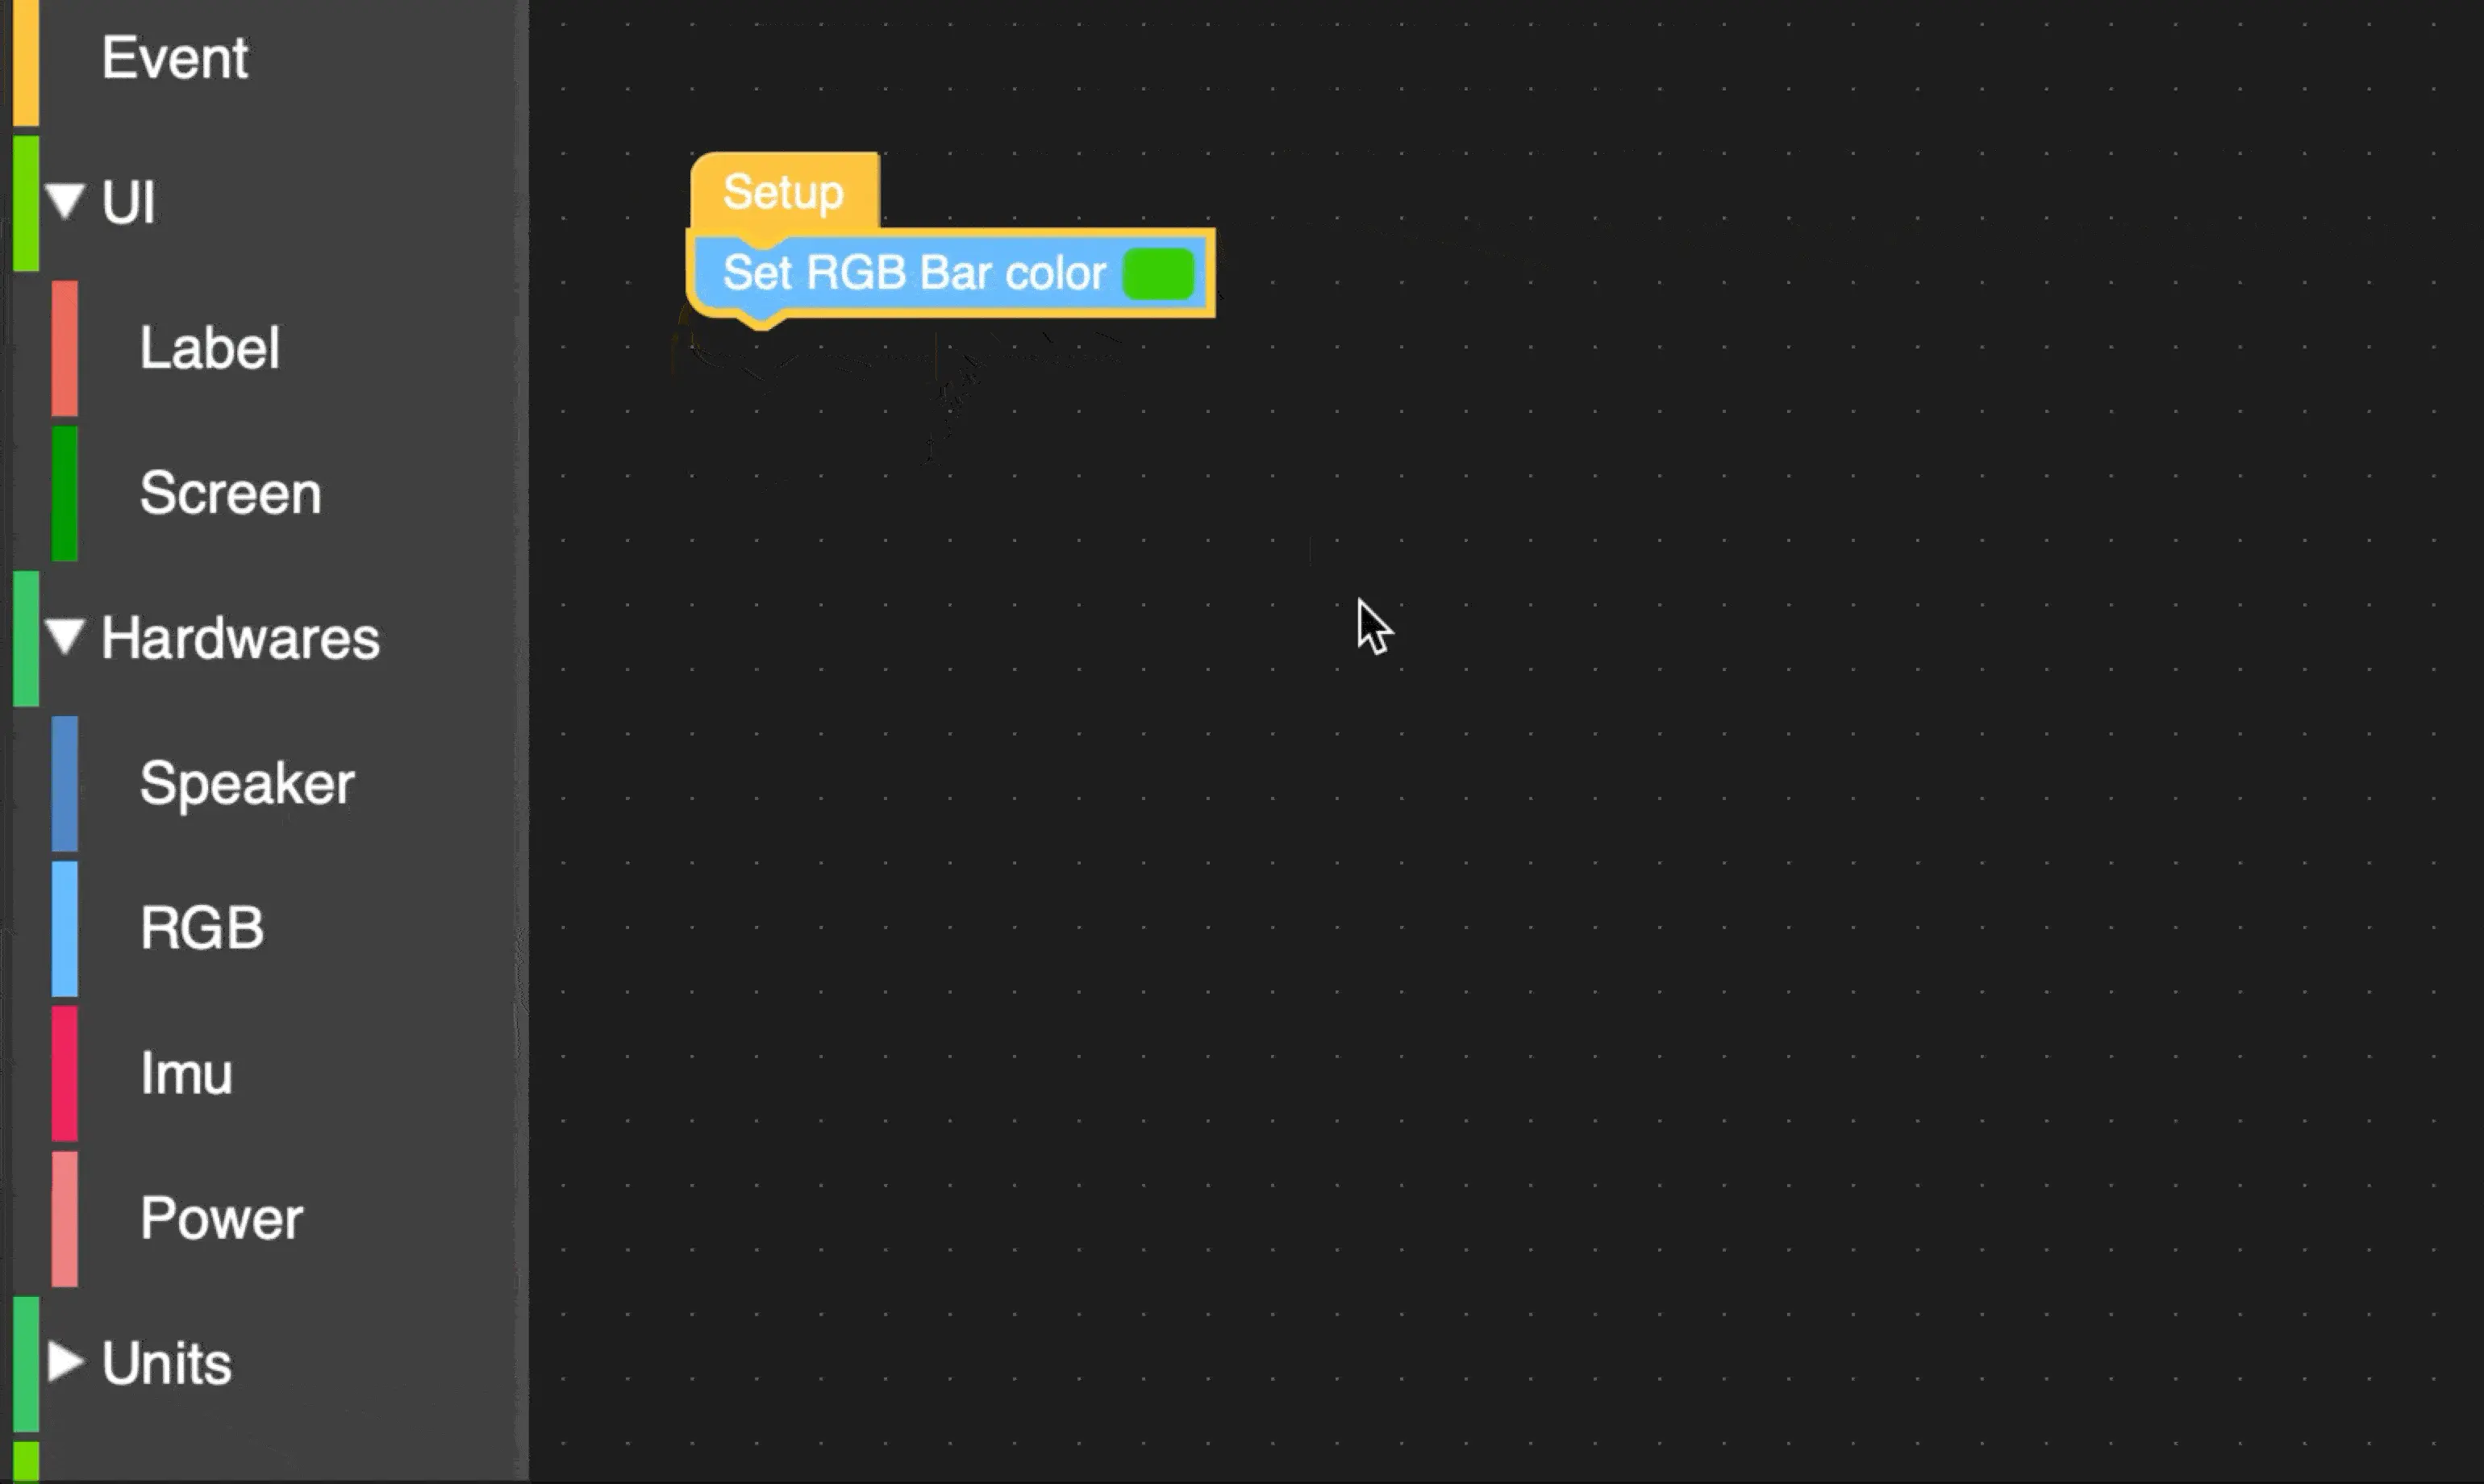 Event
UI
Label
Screen
Hardwares
Speaker
RGB
Imu
Power
Units
Setup
Set RGB Bar color